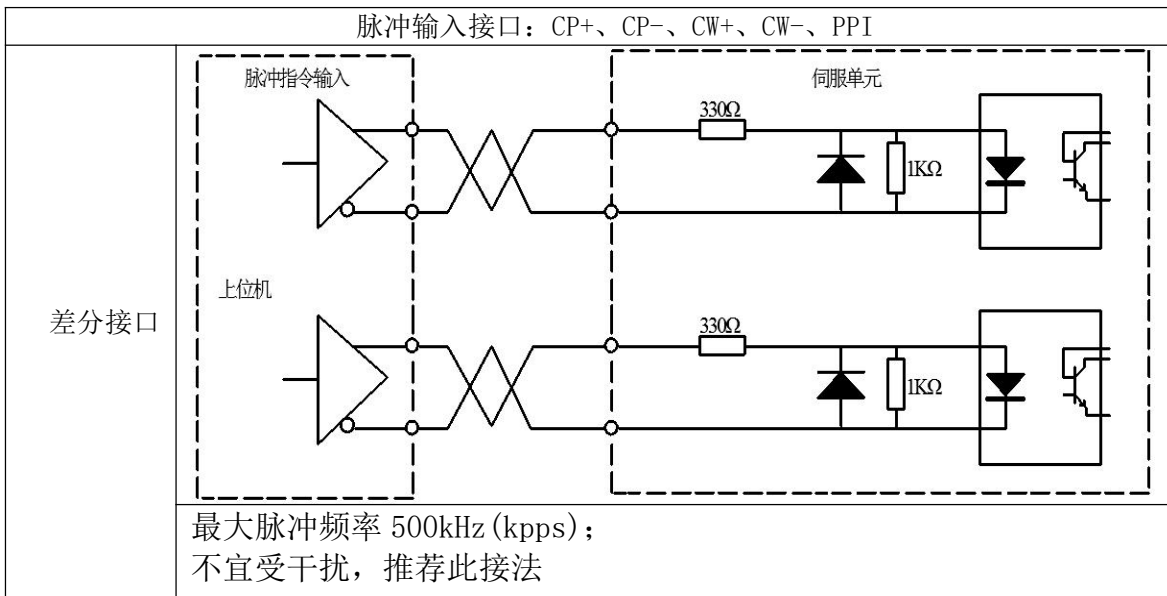 脉冲输入接口：CP+、CP-、CW+、CW-、PPI
差分接口
脉冲指令输入
伺服单元
330Ω
1KΩ
上位机
330Ω
1KΩ
最大脉冲频率 500kHz(kpps)；
不宜受干扰，推荐此接法